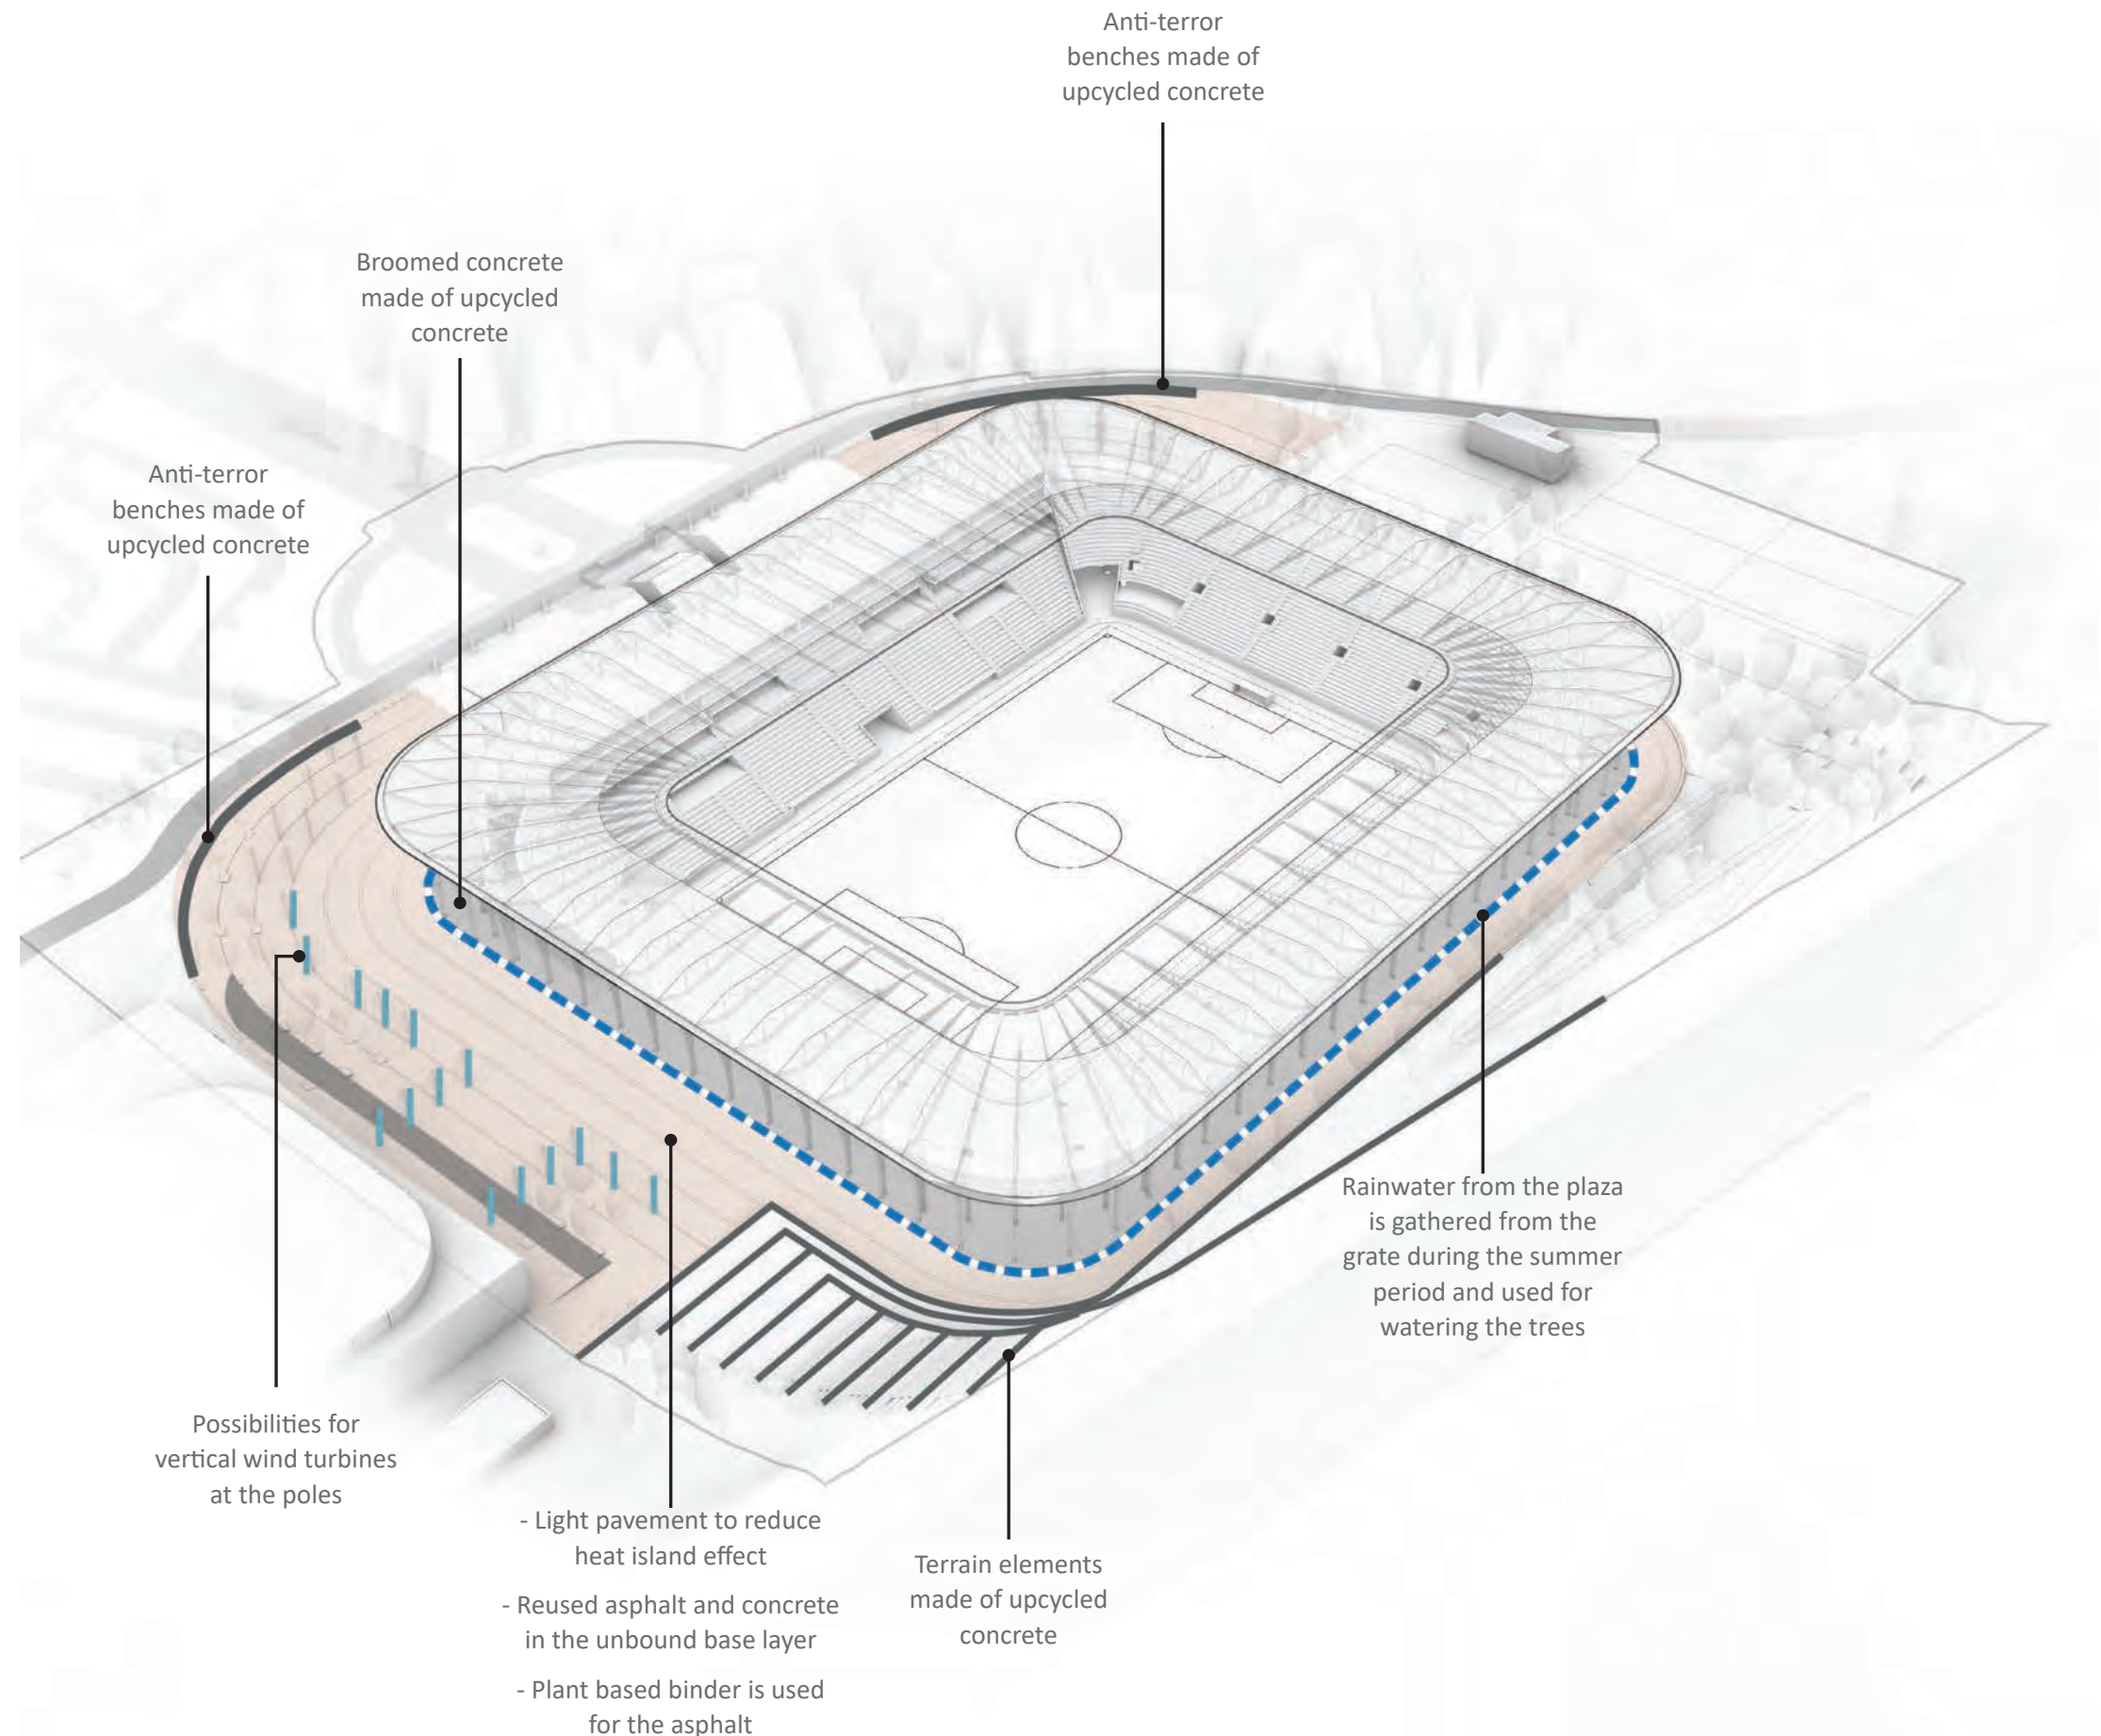 Anti-terror
benches made of
upcycled concrete
Broomed concrete
made of upcycled
concrete
Anti-terror
benches made of
upcycled concrete
Rainwater from the plaza
is gathered from the
grate during the summer
period and used for
watering the trees
Possibilities for
vertical wind turbines
at the poles
- Light pavement to reduce
heat island effect
- Reused asphalt and concrete
in the unbound base layer
- Plant based binder is used
for the asphalt
Terrain elements
made of upcycled
concrete